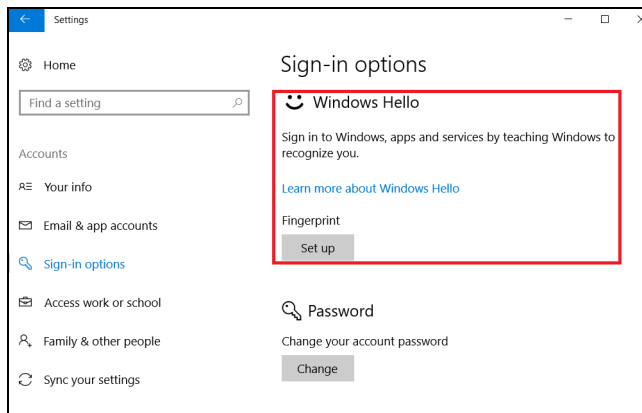 Settings
Home
Find a setting
Accounts
Your info
Email & app accounts
Sign-in options
Access work or school
Family & other people
Sync your settings
Sign-in options
Windows Hello
Sign in to Windows, apps and services by teaching Windows to
recognize you.
Learn more about Windows Hello
Fingerprint
Set up
Password
Change your account password
Change